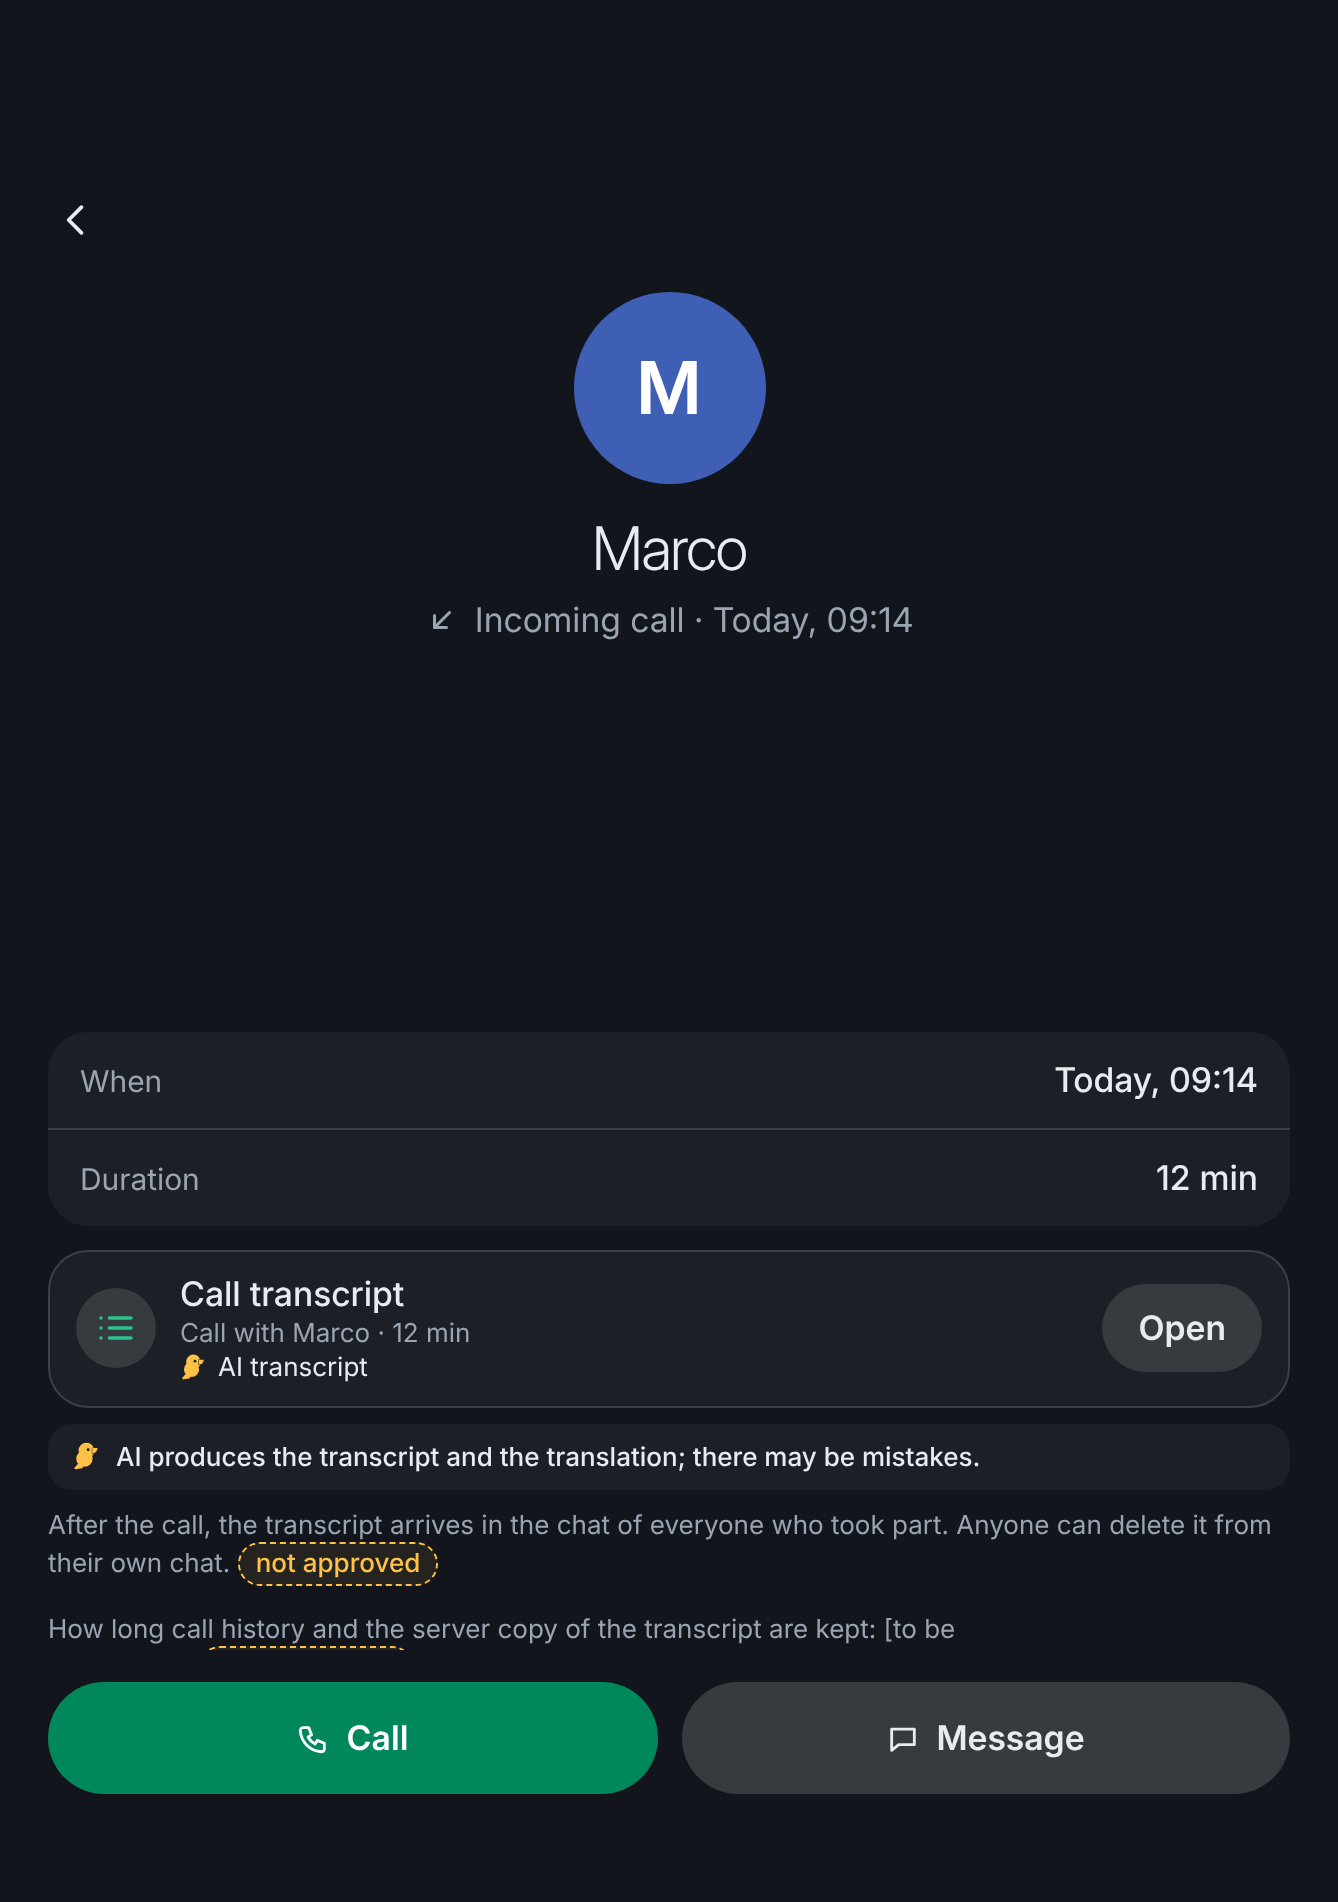 M
Marco
Incoming call · Today, 09:14
When
Today, 09:14
Duration
12 min
Call transcript
Call with Marco · 12 min
AI transcript
Open
AI produces the transcript and the translation; there may be mistakes.
After the call, the transcript arrives in the chat of everyone who took part. Anyone can delete it from
their own chat. not approved
How long call history and the server copy of the transcript are kept: [to be
Call
Message